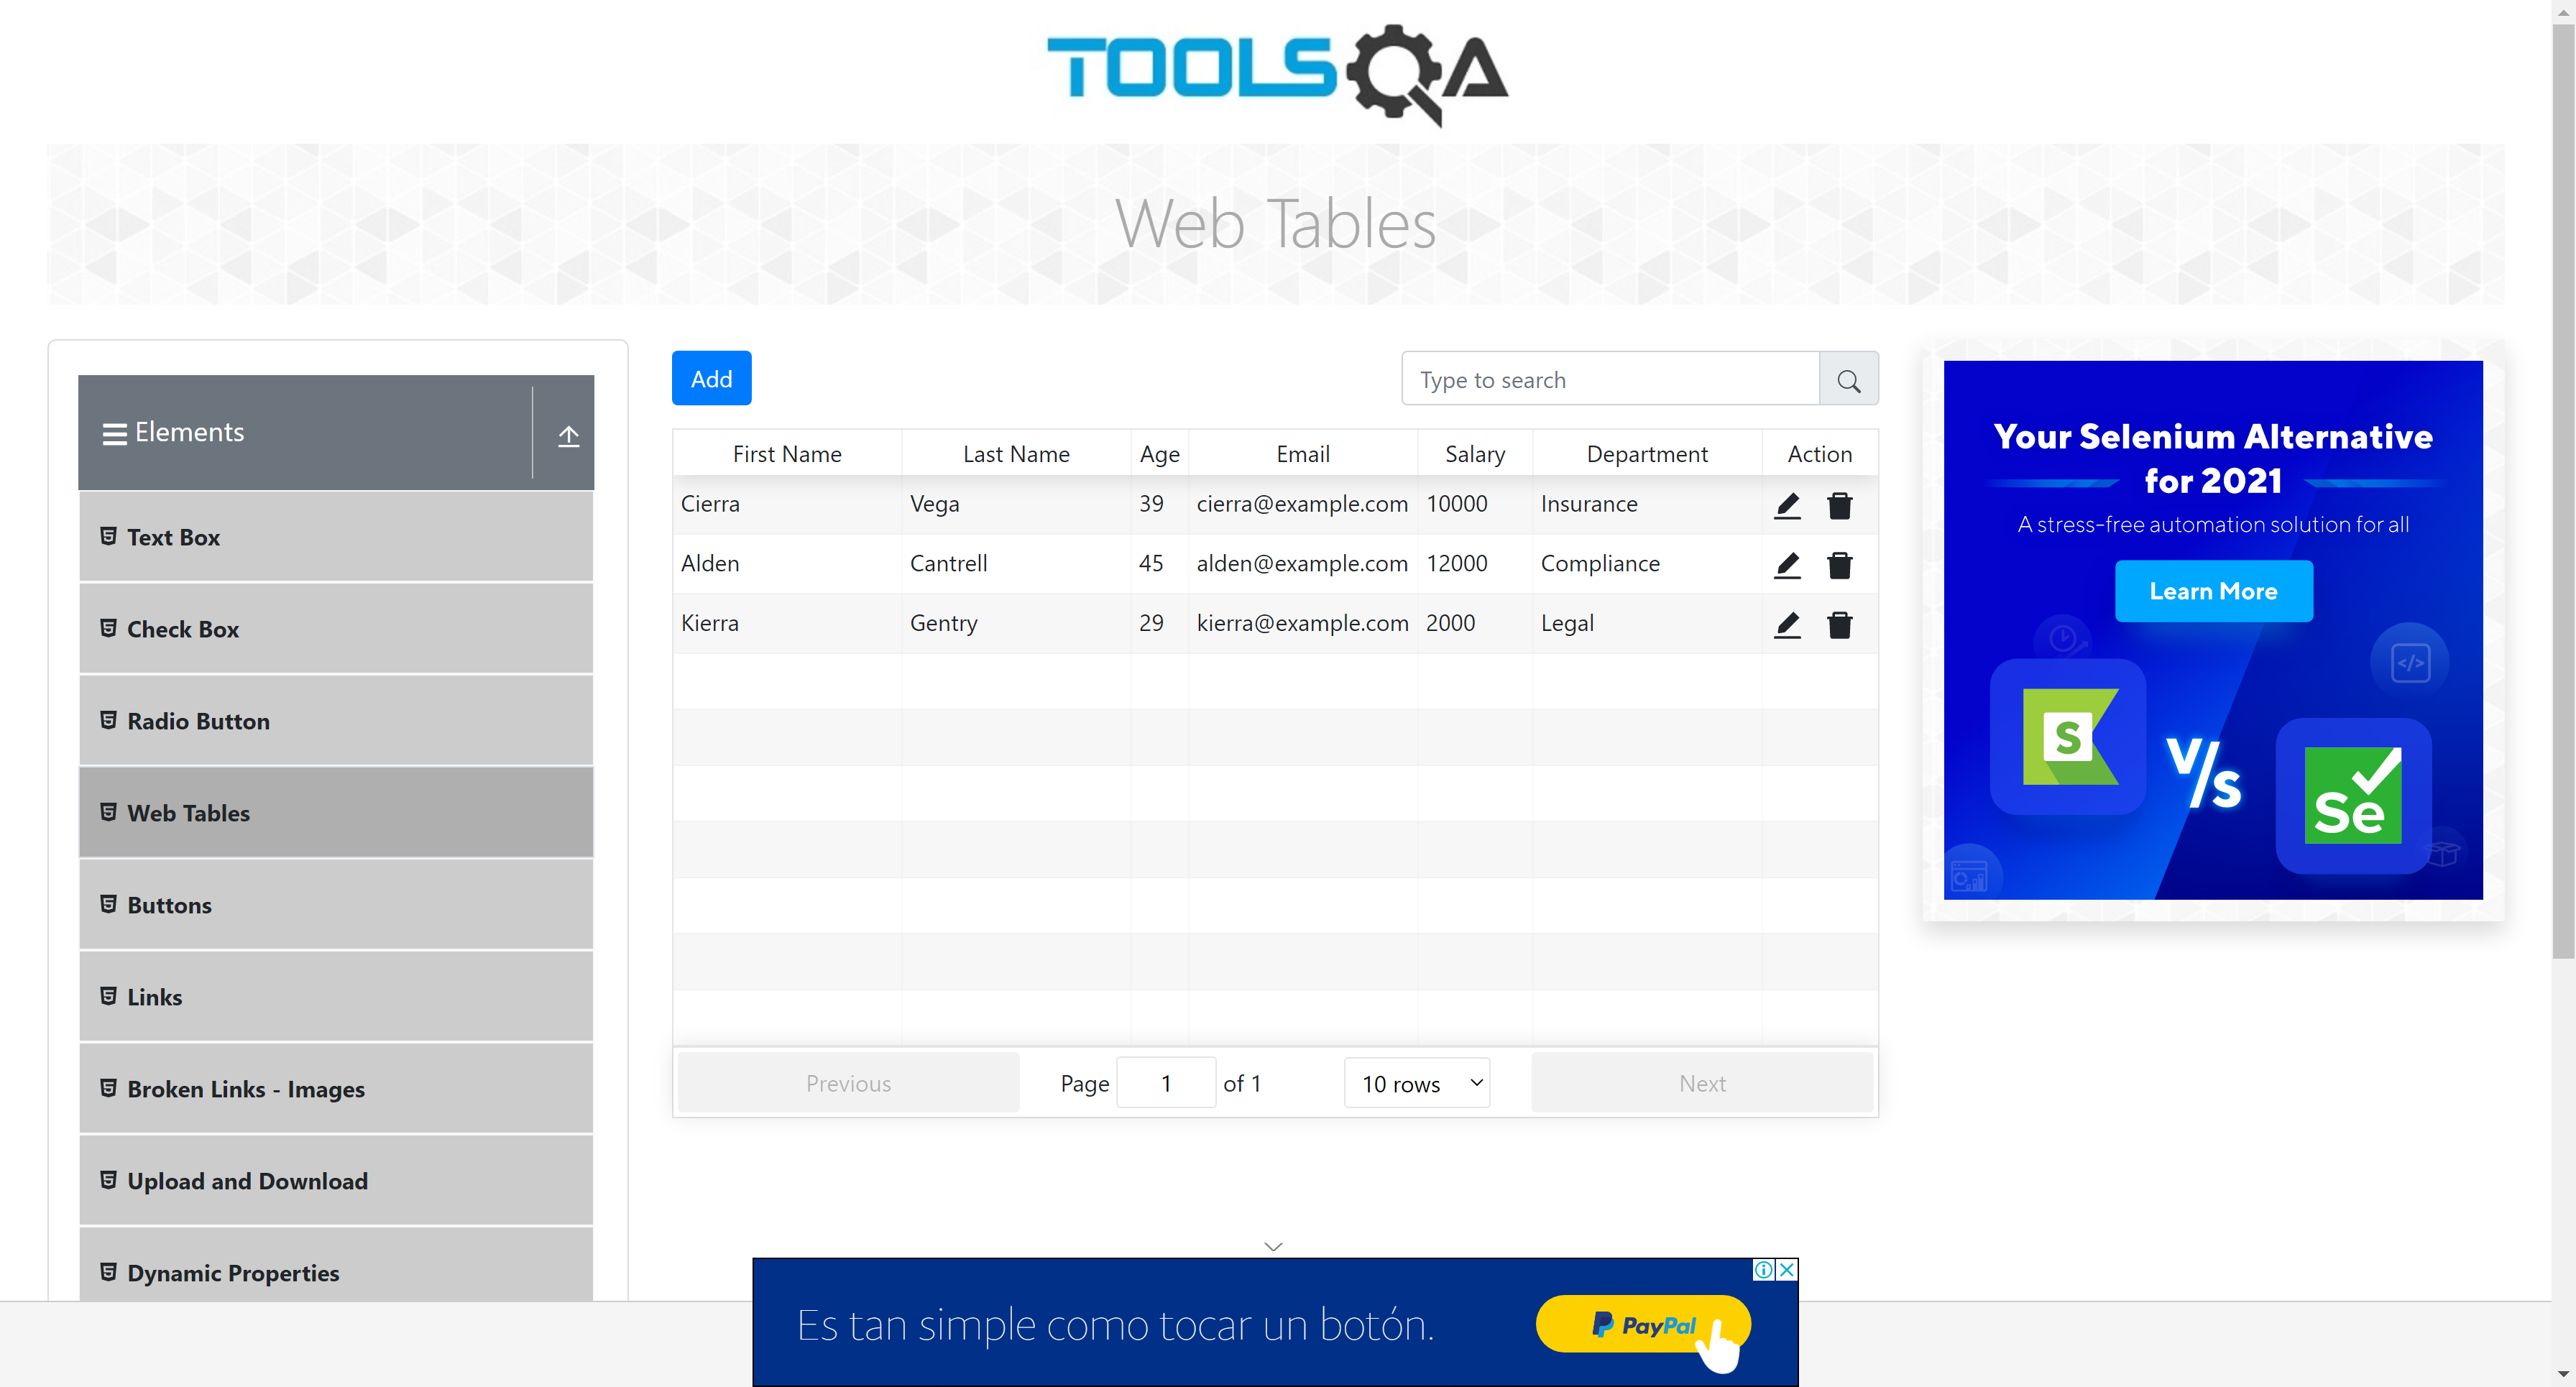 TOOLSQA
Web Tables
Elements
Text Box
Check Box
Radio Button
Web Tables
Buttons
Links
Broken Links - Images
Upload and Download
Dynamic Properties
Add
Type to search
First Name Last Name Age Email Salary Department Action
Cierra Vega 39 cierra@example.com 10000 Insurance
Alden Cantrell 45 alden@example.com 12000 Compliance
Kierra Gentry 29 kierra@example.com 2000 Legal
Previous Page 1 of 1 10 rows Next
Your Selenium Alternative
for 2021
A stress-free automation solution for all
Learn More
</>
S
V/S
Se
Es tan simple como tocar un botón.
PayPal